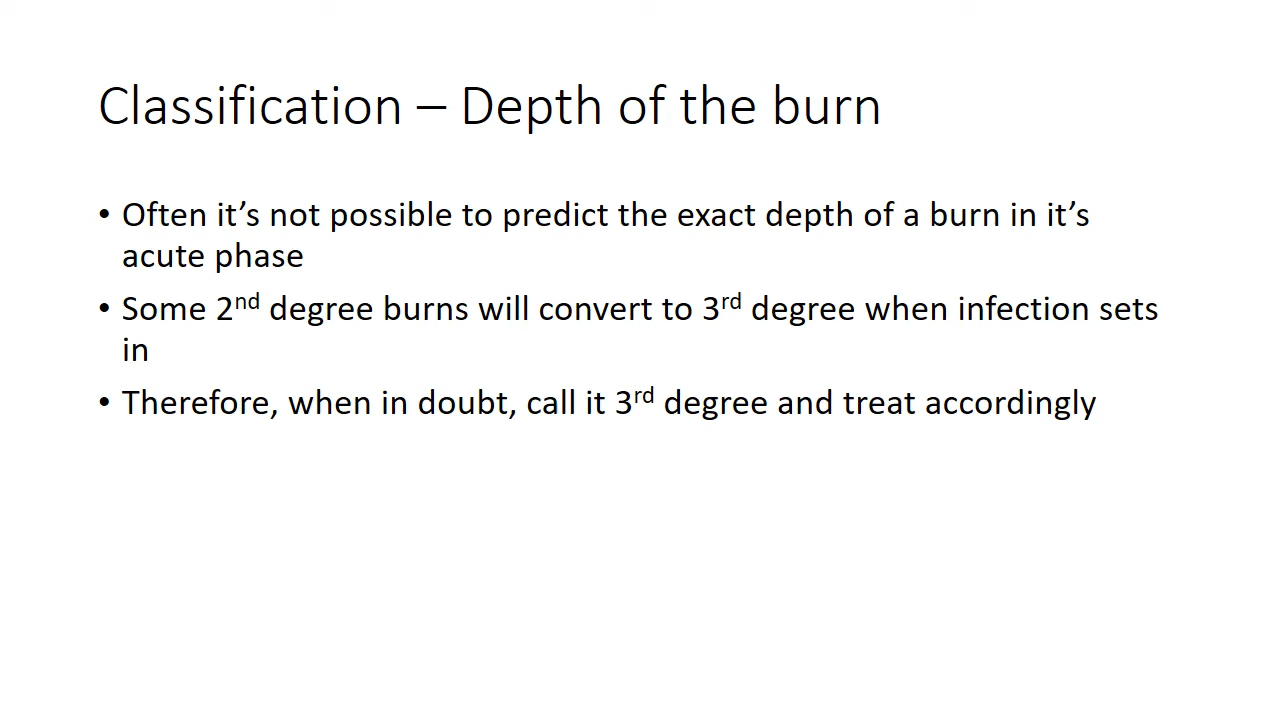 Classification – Depth of the burn
• Often it’s not possible to predict the exact depth of a burn in it’s
acute phase
• Some 2nd degree burns will convert to 3rd degree when infection sets
in
• Therefore, when in doubt, call it 3rd degree and treat accordingly